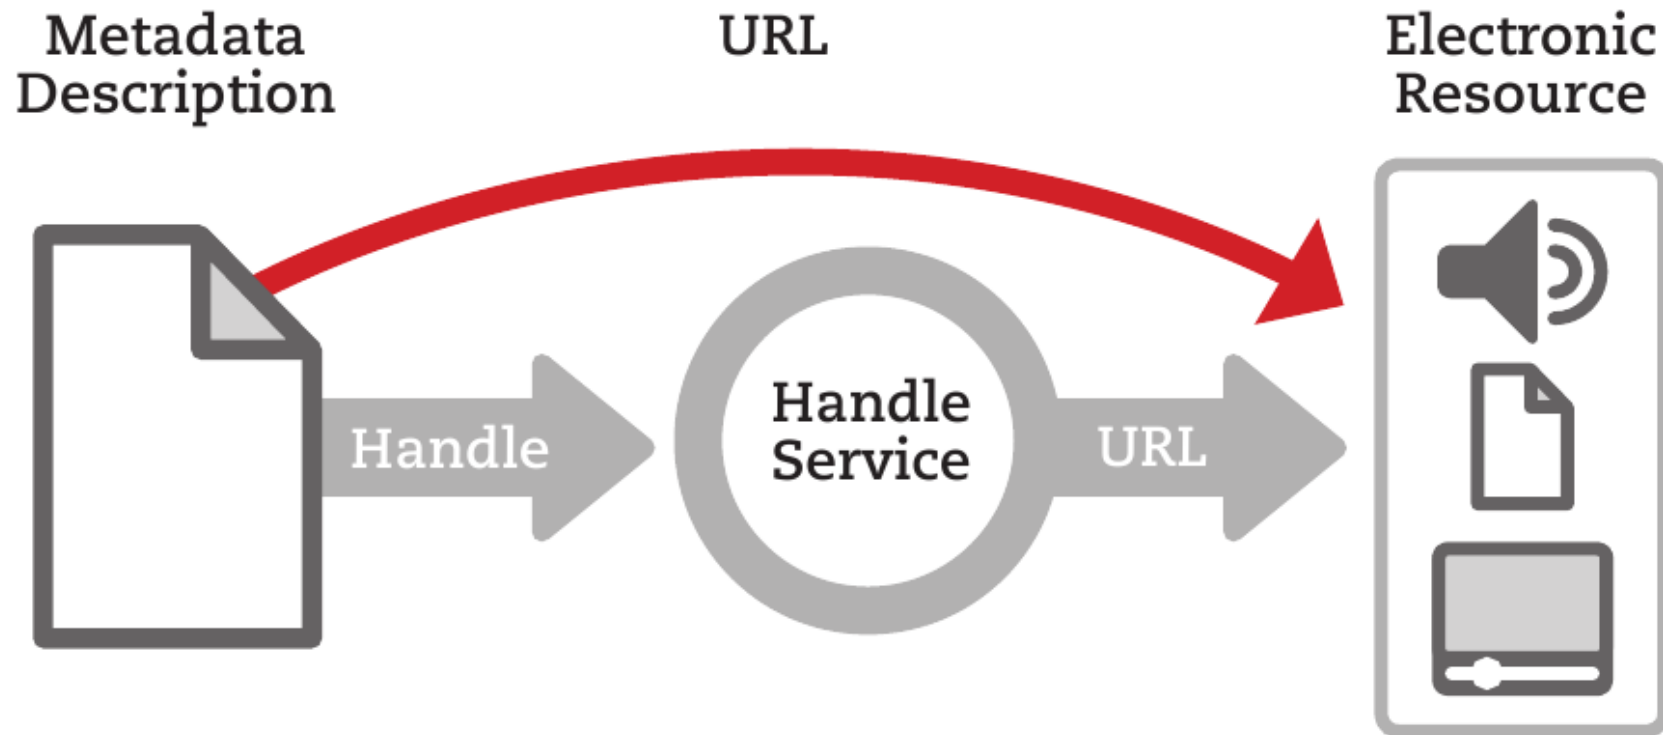 Metadata
Description
URL
Electronic
Resource
Handle
Handle
Service
URL